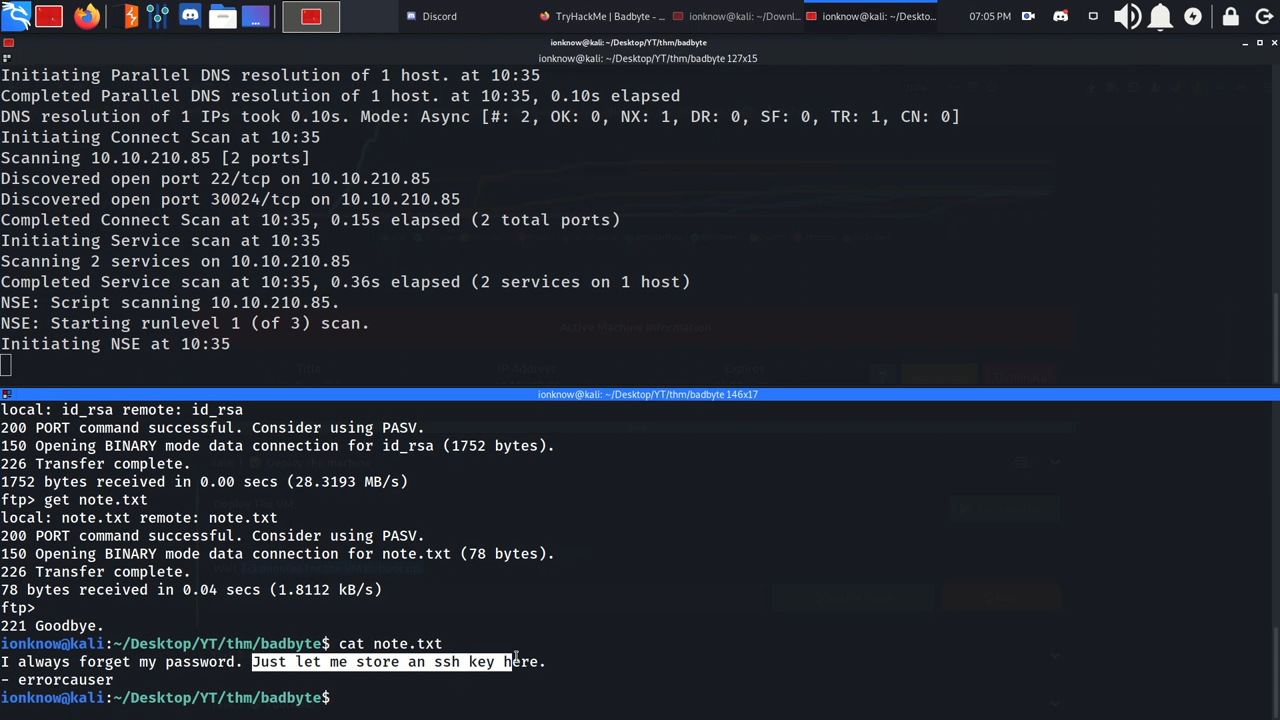 Discord
TryHackMe | Badbyte - ...
ionknow@kali: ~/Downl...
ionknow@kali: ~/Deskto...
07:05 PM
ionknow@kali: ~/Desktop/YT/thm/badbyte
ionknow@kali: ~/Desktop/YT/thm/badbyte 127x15
Initiating Parallel DNS resolution of 1 host. at 10:35
Completed Parallel DNS resolution of 1 host. at 10:35, 0.10s elapsed
DNS resolution of 1 IPs took 0.10s. Mode: Async [#: 2, OK: 0, NX: 1, DR: 0, SF: 0, TR: 1, CN: 0]
Initiating Connect Scan at 10:35
Scanning 10.10.210.85 [2 ports]
Discovered open port 22/tcp on 10.10.210.85
Discovered open port 30024/tcp on 10.10.210.85
Completed Connect Scan at 10:35, 0.15s elapsed (2 total ports)
Initiating Service scan at 10:35
Scanning 2 services on 10.10.210.85
Completed Service scan at 10:35, 0.36s elapsed (2 services on 1 host)
NSE: Script scanning 10.10.210.85.
NSE: Starting runlevel 1 (of 3) scan.
Active Machine Information
Initiating NSE at 10:35
Title
IP Address
Expires
ionknow@kali: ~/Desktop/YT/thm/badbyte 146x17
local: id_rsa remote: id_rsa
200 PORT command successful. Consider using PASV.
150 Opening BINARY mode data connection for id_rsa (1752 bytes).
226 Transfer complete.
1752 bytes received in 0.00 secs (28.3193 MB/s)
ftp> get note.txt
local: note.txt remote: note.txt
200 PORT command successful. Consider using PASV.
150 Opening BINARY mode data connection for note.txt (78 bytes).
226 Transfer complete.
78 bytes received in 0.04 secs (1.8112 kB/s)
ftp>
221 Goodbye.
ionknow@kali:~/Desktop/YT/thm/badbyte$ cat note.txt
I always forget my password. Just let me store an ssh key here.
- errorcauser
ionknow@kali:~/Desktop/YT/thm/badbyte$